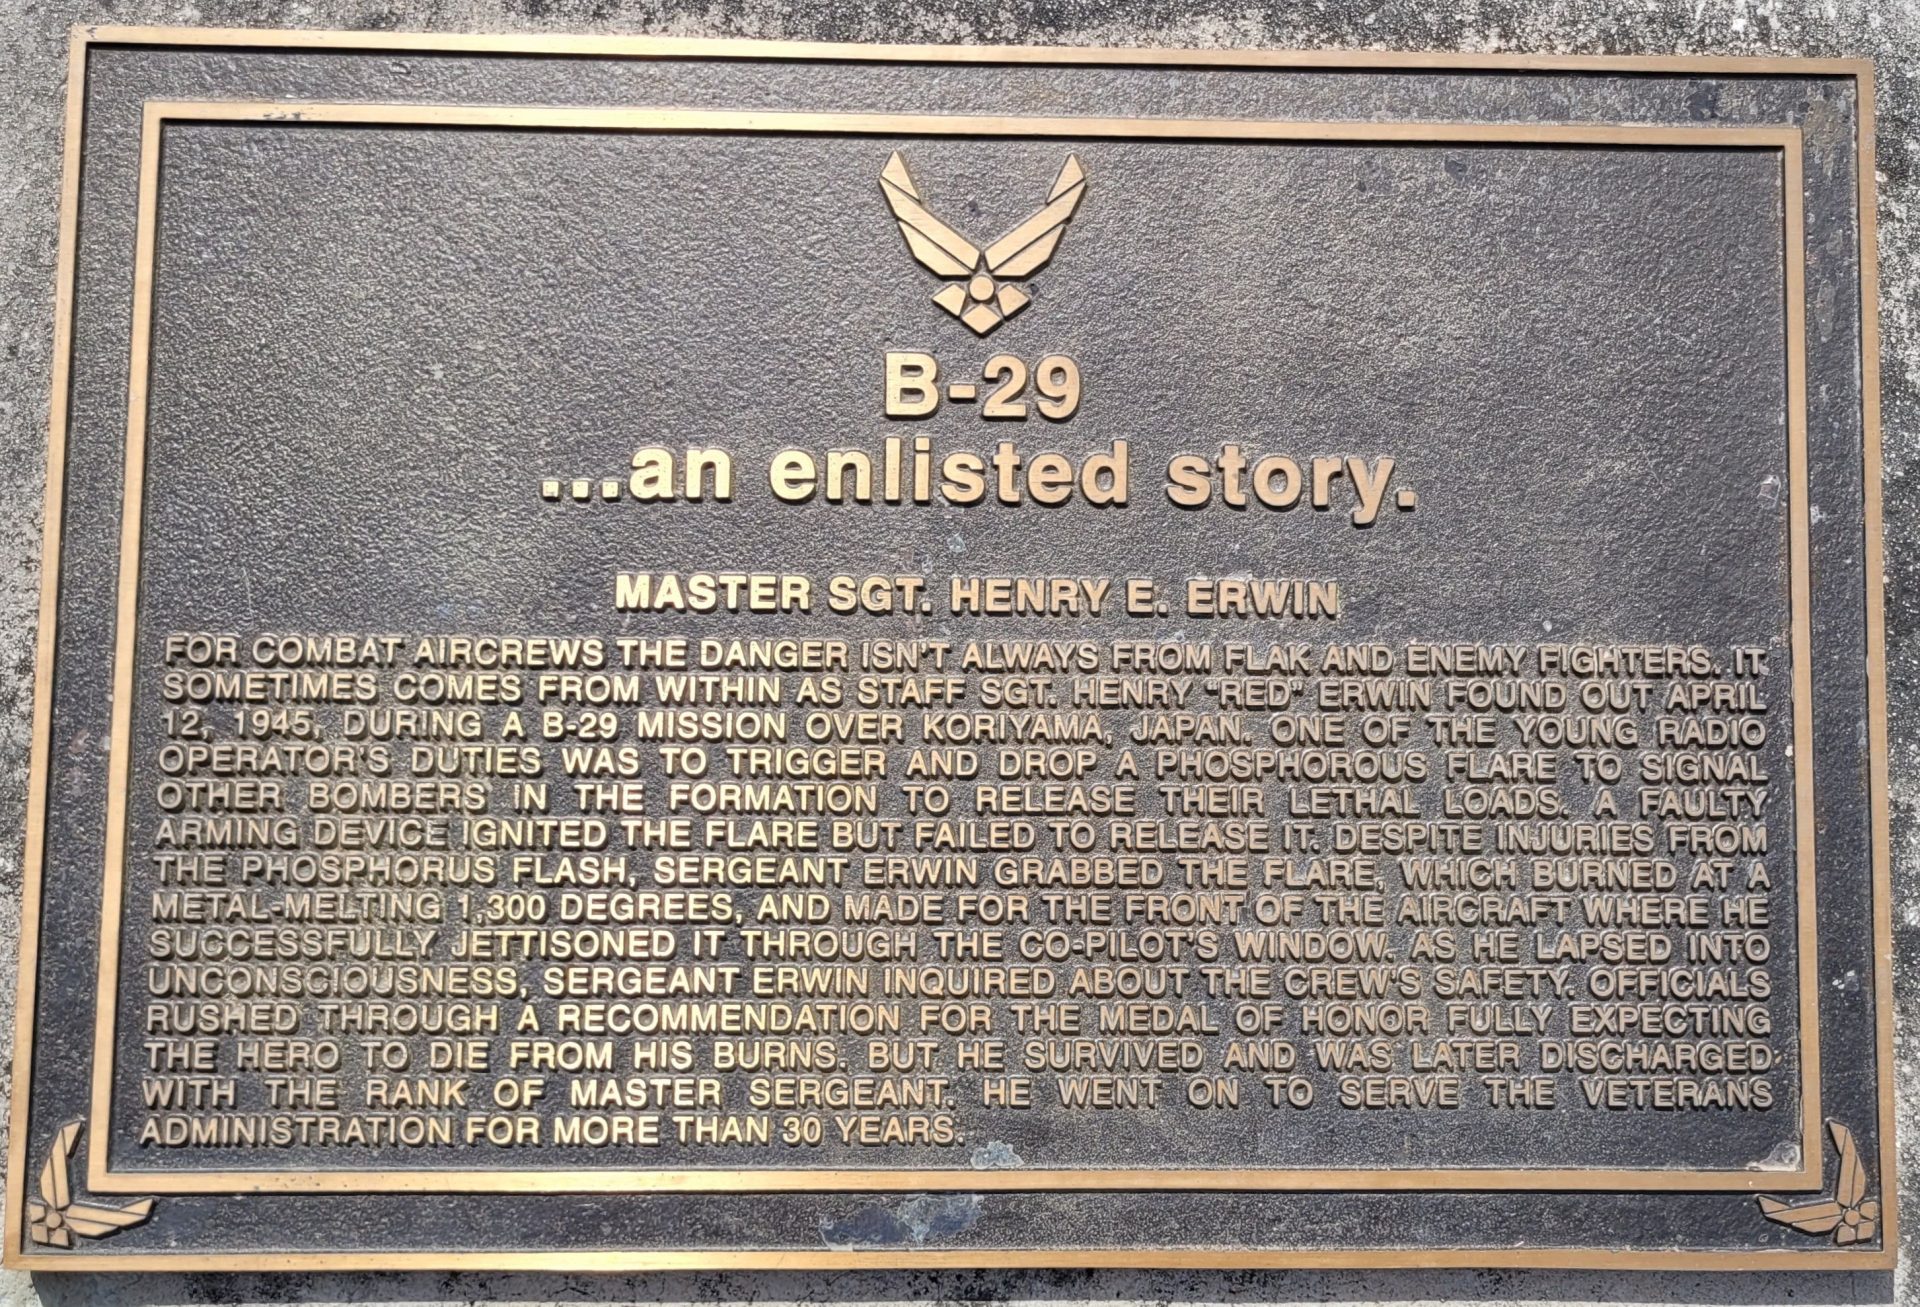 B-29
...an enlisted story.
MASTER SGT. HENRY E. ERWIN
FOR COMBAT AIRCREWS THE DANGER ISN'T ALWAYS FROM FLAK AND ENEMY FIGHTERS. IT
SOMETIMES COMES FROM WITHIN AS STAFF SGT. HENRY "RED" ERWIN FOUND OUT APRIL
12, 1945, DURING A B-29 MISSION OVER KORIYAMA, JAPAN. ONE OF THE YOUNG RADIO
OPERATOR'S DUTIES WAS TO TRIGGER AND DROP A PHOSPHOROUS FLARE TO SIGNAL
OTHER BOMBERS IN THE FORMATION TO RELEASE THEIR LETHAL LOADS. A FAULTY
ARMING DEVICE IGNITED THE FLARE BUT FAILED TO RELEASE IT. DESPITE INJURIES FROM
THE PHOSPHORUS FLASH, SERGEANT ERWIN GRABBED THE FLARE, WHICH BURNED AT A
METAL-MELTING 1,300 DEGREES, AND MADE FOR THE FRONT OF THE AIRCRAFT WHERE HE
SUCCESSFULLY JETTISONED IT THROUGH THE CO-PILOT'S WINDOW. AS HE LAPSED INTO
UNCONSCIOUSNESS, SERGEANT ERWIN INQUIRED ABOUT THE CREW'S SAFETY. OFFICIALS
RUSHED THROUGH A RECOMMENDATION FOR THE MEDAL OF HONOR FULLY EXPECTING
THE HERO TO DIE FROM HIS BURNS. BUT HE SURVIVED AND WAS LATER DISCHARGED
WITH THE RANK OF MASTER SERGEANT. HE WENT ON TO SERVE THE VETERANS
ADMINISTRATION FOR MORE THAN 30 YEARS.